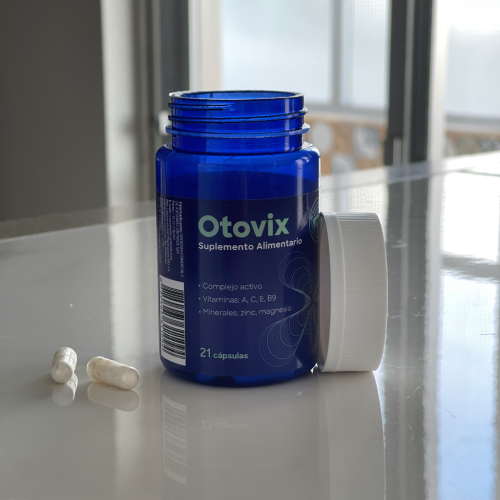 Otovix
Suplemento Alimentario
• Complejo activo
• Vitaminas: A, C, E, B9
• Minerales: zinc, magnesio
21 cápsulas